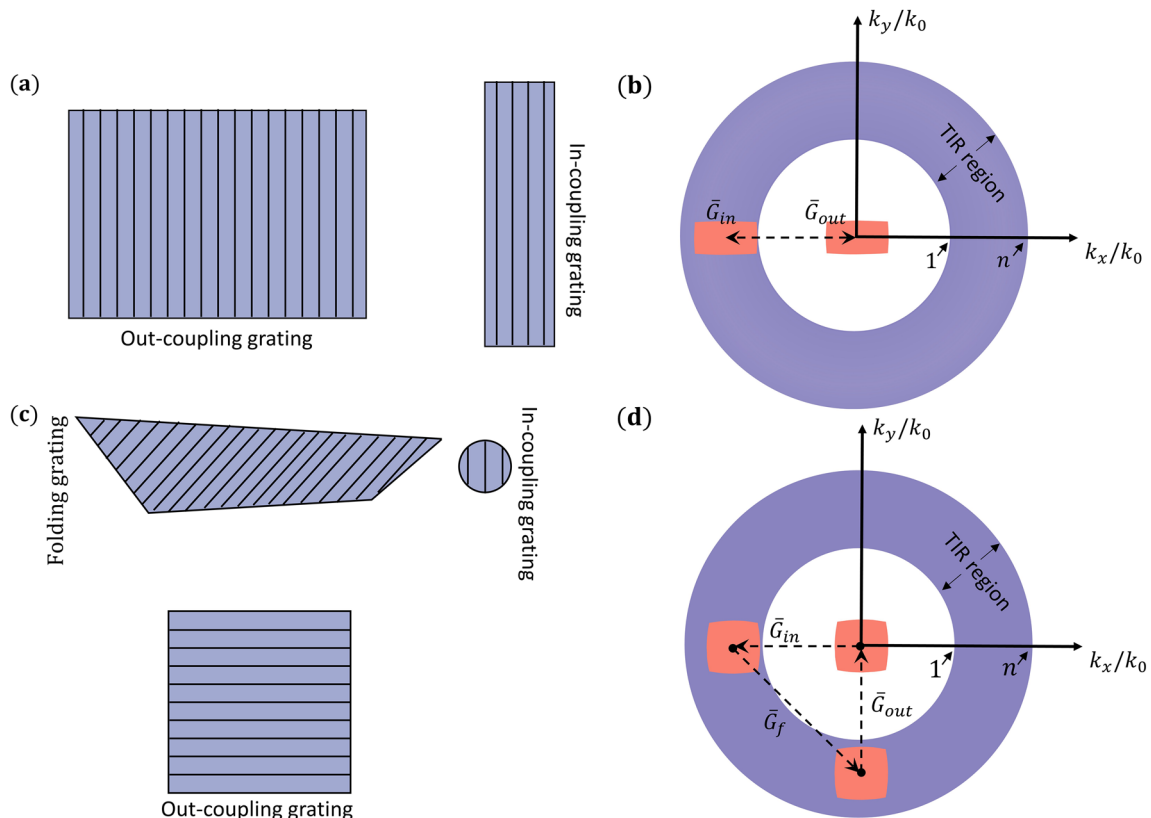 (a)
Out-coupling grating
In-coupling grating
(b)
k_y/k_0
TIR region
Ḡ_in
Ḡ_out
1
n
k_x/k_0
(c)
Folding grating
In-coupling grating
Out-coupling grating
(d)
k_y/k_0
TIR region
Ḡ_in
1
n
k_x/k_0
Ḡ_out
Ḡ_f